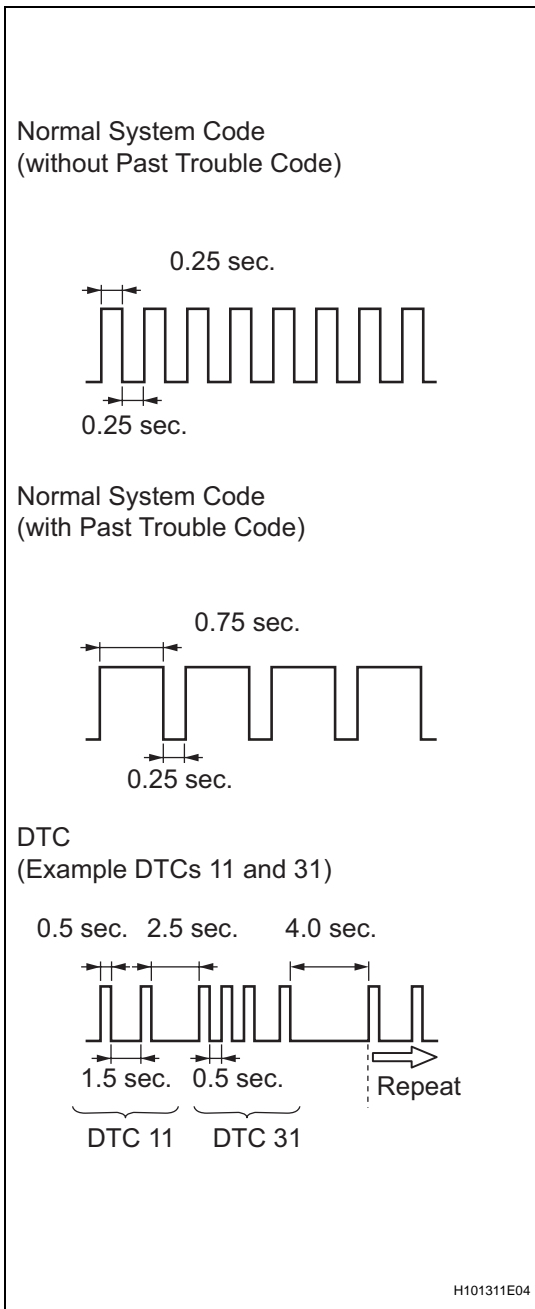 Normal System Code
(without Past Trouble Code)
0.25 sec.
0.25 sec.
Normal System Code
(with Past Trouble Code)
0.75 sec.
0.25 sec.
DTC
(Example DTCs 11 and 31)
0.5 sec. 2.5 sec. 4.0 sec.
1.5 sec. 0.5 sec. Repeat
DTC 11 DTC 31
H101311E04